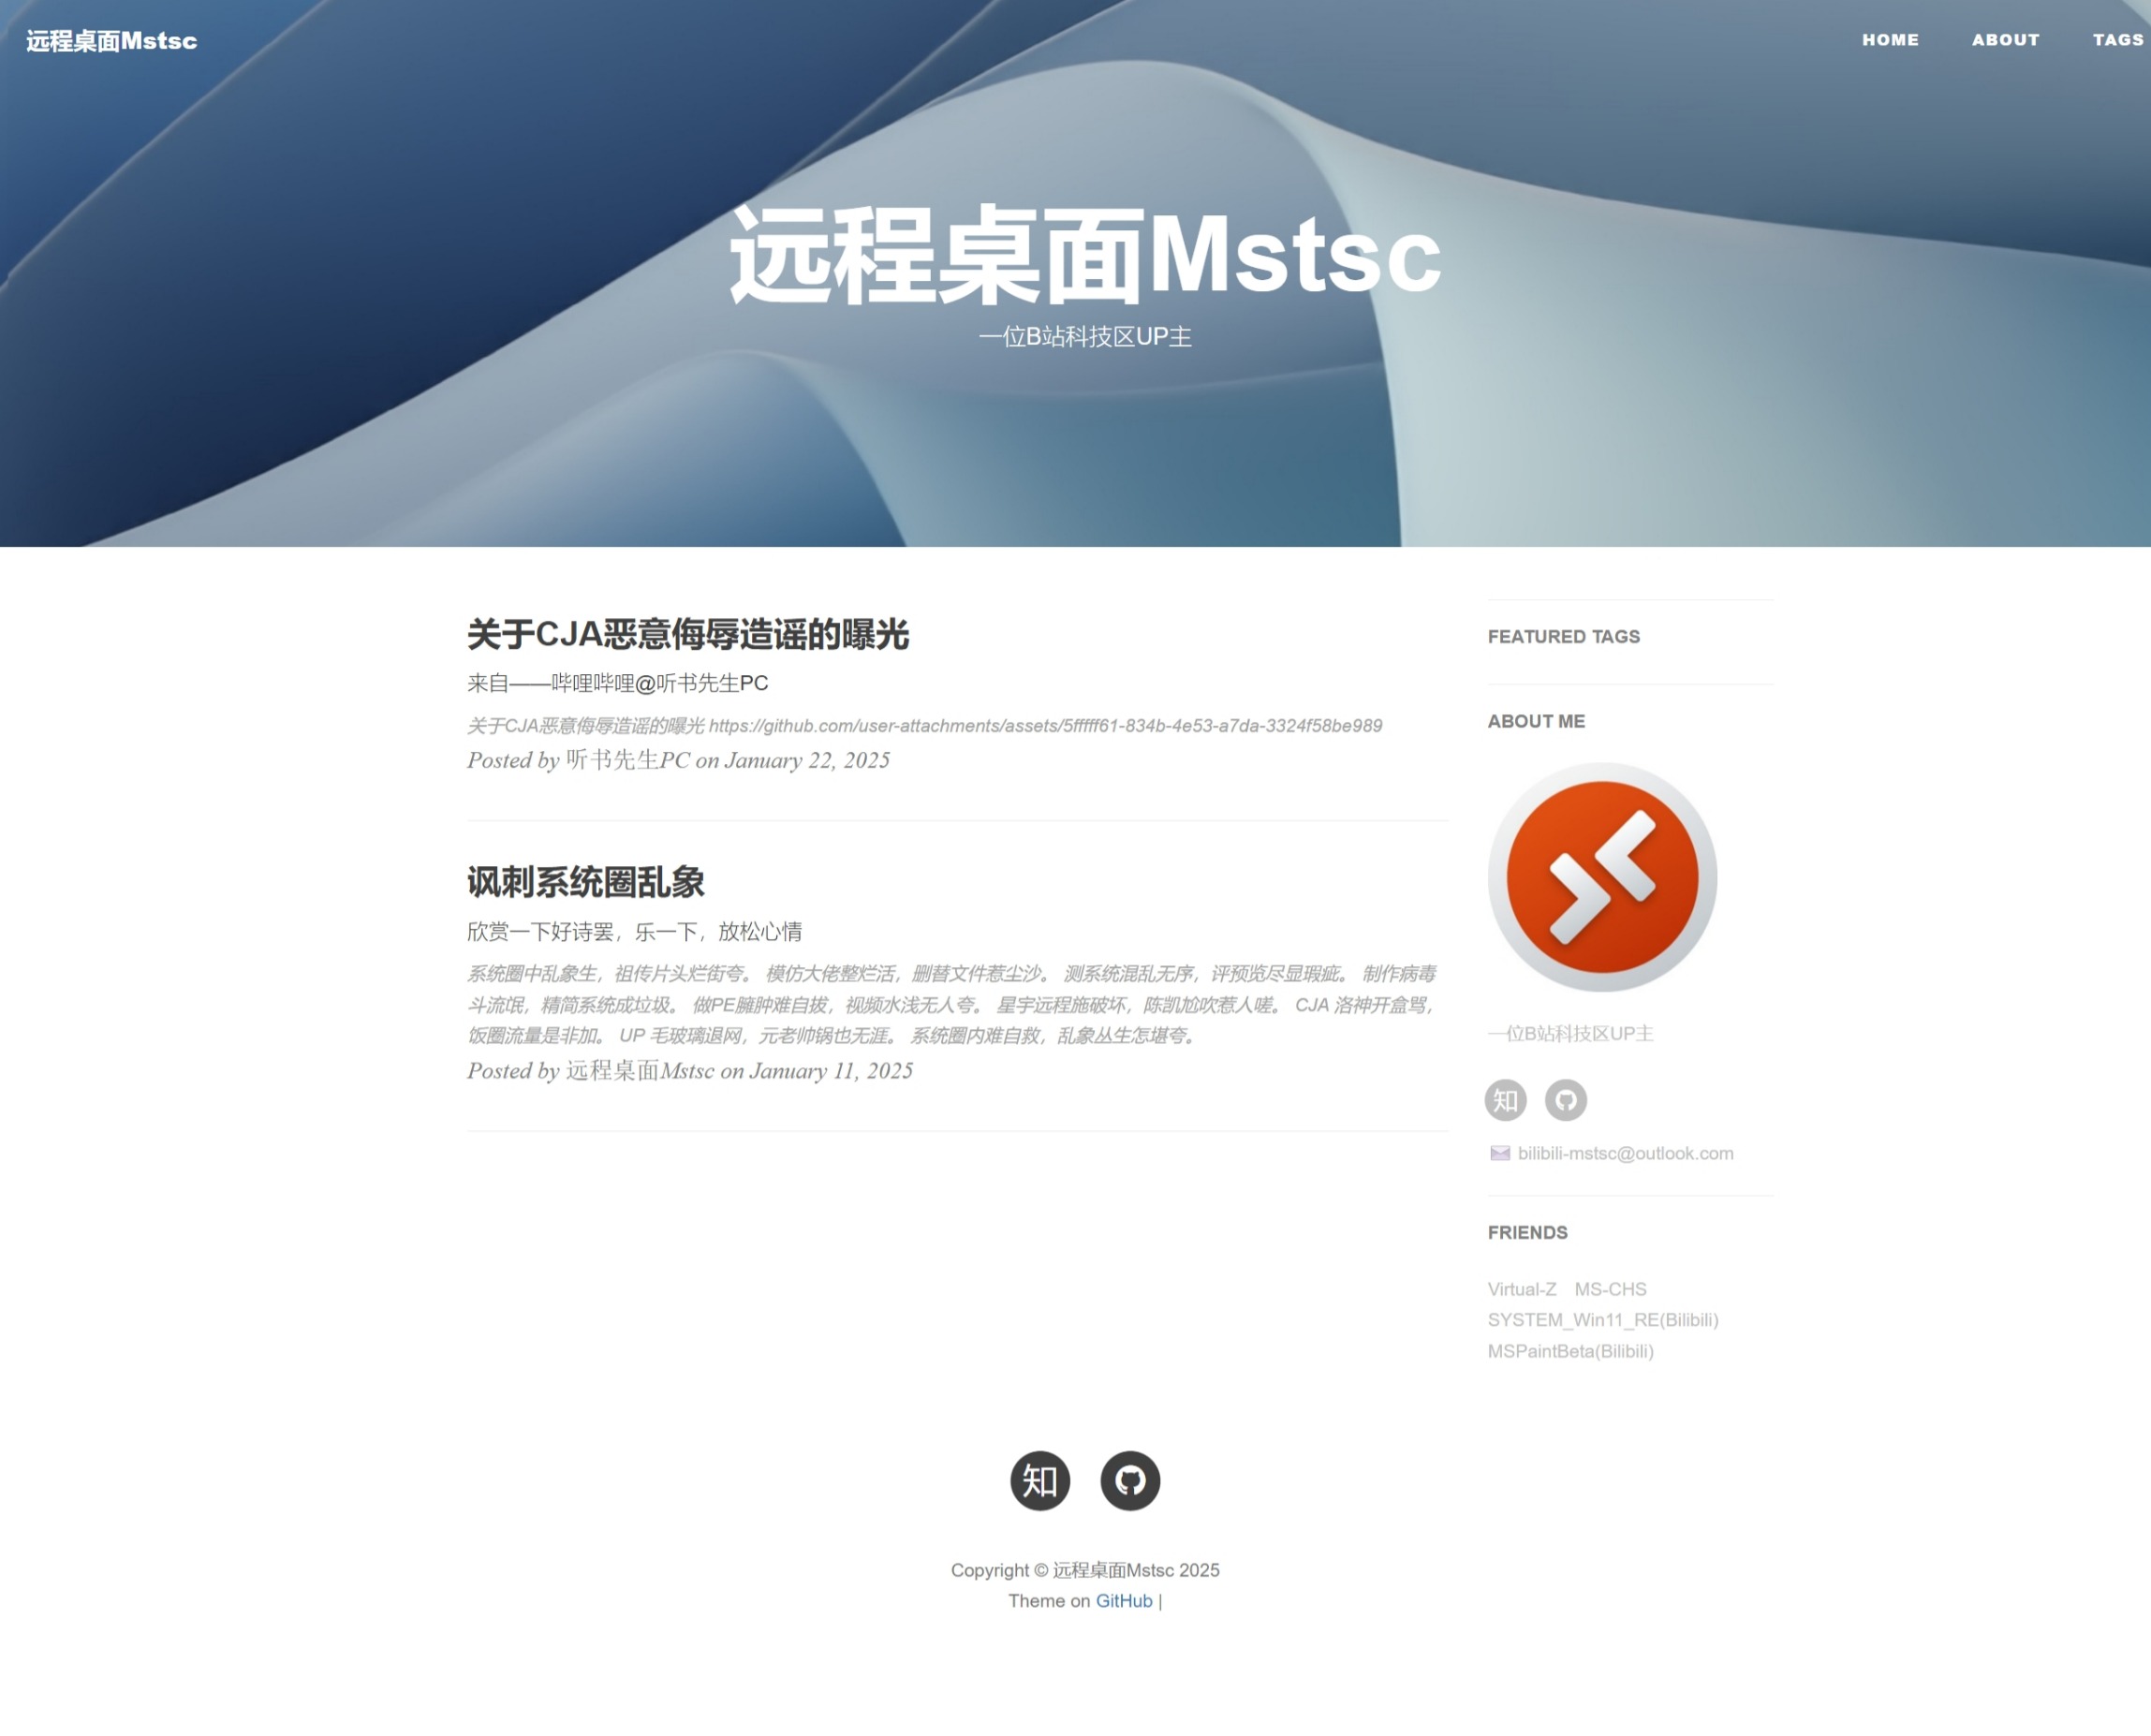 远程桌面Mstsc
HOME ABOUT TAGS
远程桌面Mstsc
一位B站科技区UP主
关于CJA恶意侮辱造谣的曝光
来自——哔哩哔哩@听书先生PC
关于CJA恶意侮辱造谣的曝光 https://github.com/user-attachments/assets/5fffff61-834b-4e53-a7da-3324f58be989
Posted by 听书先生PC on January 22, 2025
讽刺系统圈乱象
欣赏一下好诗罢，乐一下，放松心情
系统圈中乱象生，祖传片头烂街夸。 模仿大佬整烂活，删替文件惹尘沙。 测系统混乱无序，评预览尽显瑕疵。 制作病毒
斗流氓，精简系统成垃圾。 做PE臃肿难自拔，视频水浅无人夸。 星宇远程施破坏，陈凯尬吹惹人嗟。 CJA 洛神开盒骂，
饭圈流量是非加。 UP 毛玻璃退网，元老帅锅也无涯。 系统圈内难自救，乱象丛生怎堪夸。
Posted by 远程桌面Mstsc on January 11, 2025
FEATURED TAGS
ABOUT ME
一位B站科技区UP主
知
bilibili-mstsc@outlook.com
FRIENDS
Virtual-Z MS-CHS
SYSTEM_Win11_RE(Bilibili)
MSPaintBeta(Bilibili)
知
Copyright © 远程桌面Mstsc 2025
Theme on GitHub |